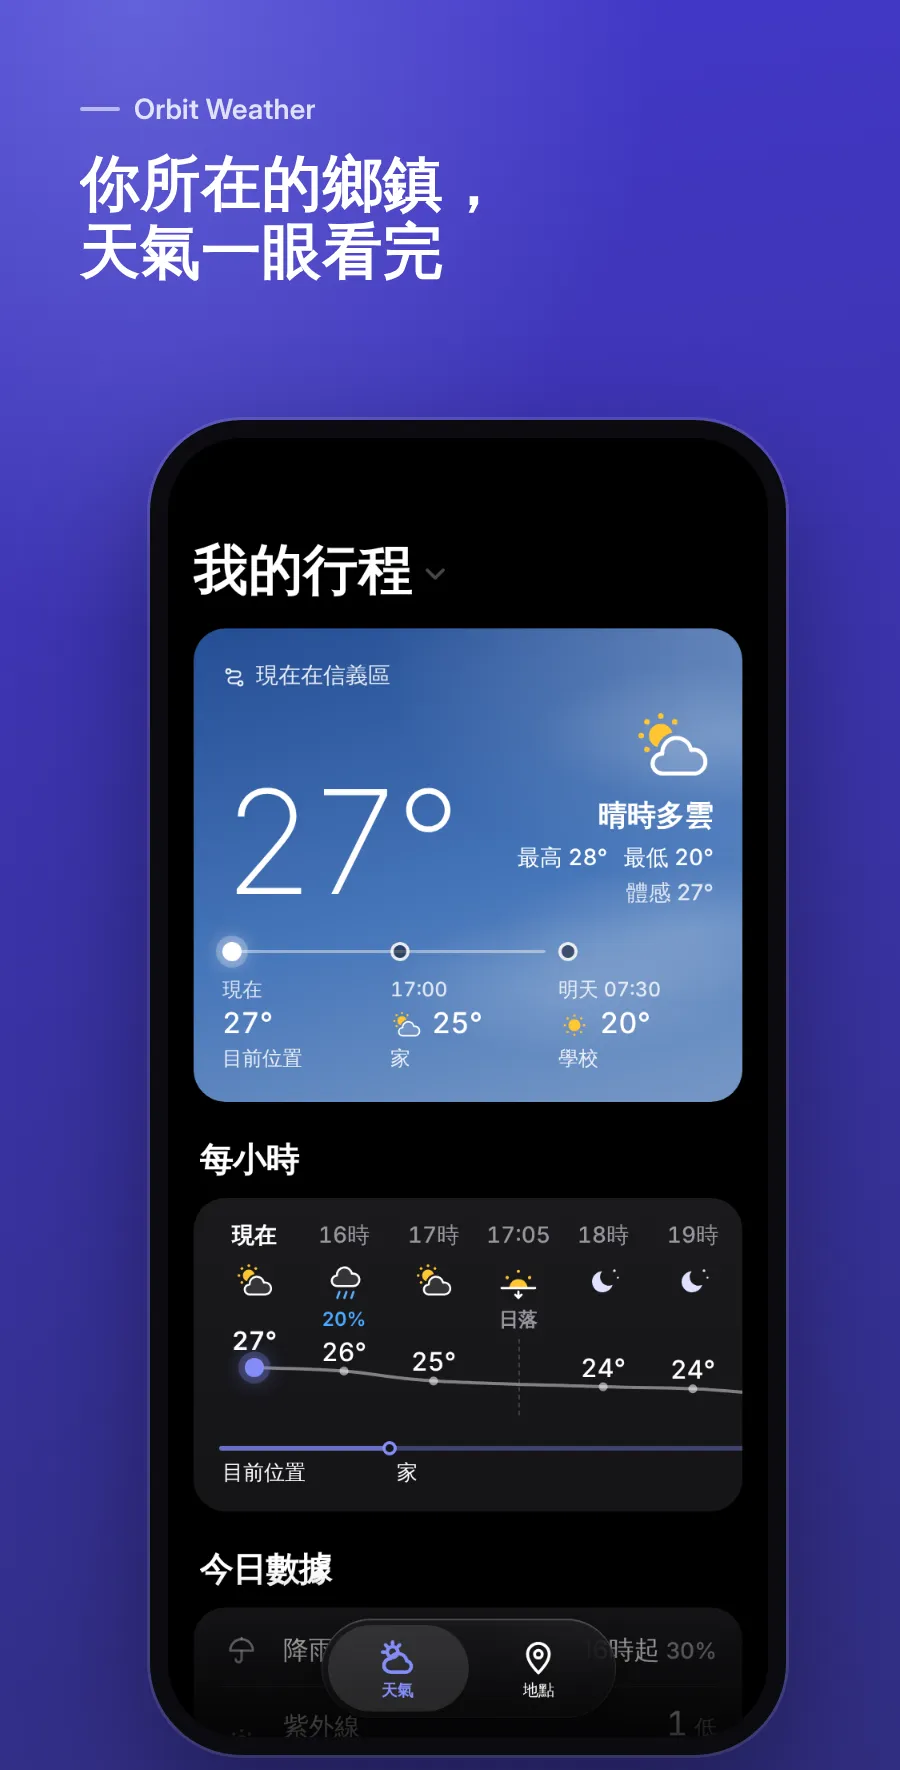 Orbit Weather
你所在的鄉鎮，
天氣一眼看完
我的行程
現在在信義區
27°
晴時多雲
最高 28° 最低 20°
體感 27°
現在 17:00 明天 07:30
27° 25° 20°
目前位置 家 學校
每小時
現在 16時 17時 17:05 18時 19時
20% 日落
27° 26° 25° 24° 24°
目前位置 家
今日數據
降雨 時起 30%
天氣 地點
紫外線 1 低